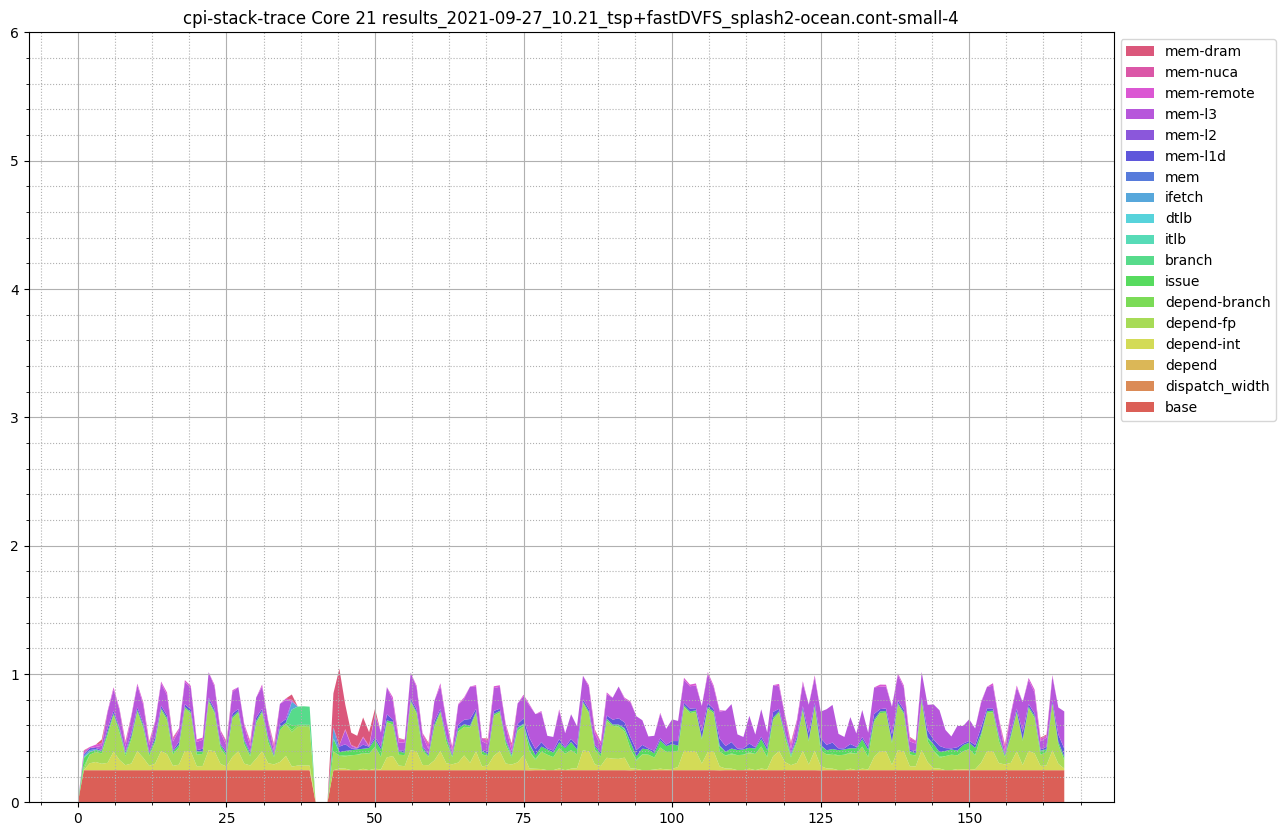 cpi-stack-trace Core 21 results_2021-09-27_10.21_tsp+fastDVFS_splash2-ocean.cont-small-4
6
5
4
3
2
1
0
0 25 50 75 100 125 150
mem-dram
mem-nuca
mem-remote
mem-l3
mem-l2
mem-l1d
mem
ifetch
dtlb
itlb
branch
issue
depend-branch
depend-fp
depend-int
depend
dispatch_width
base